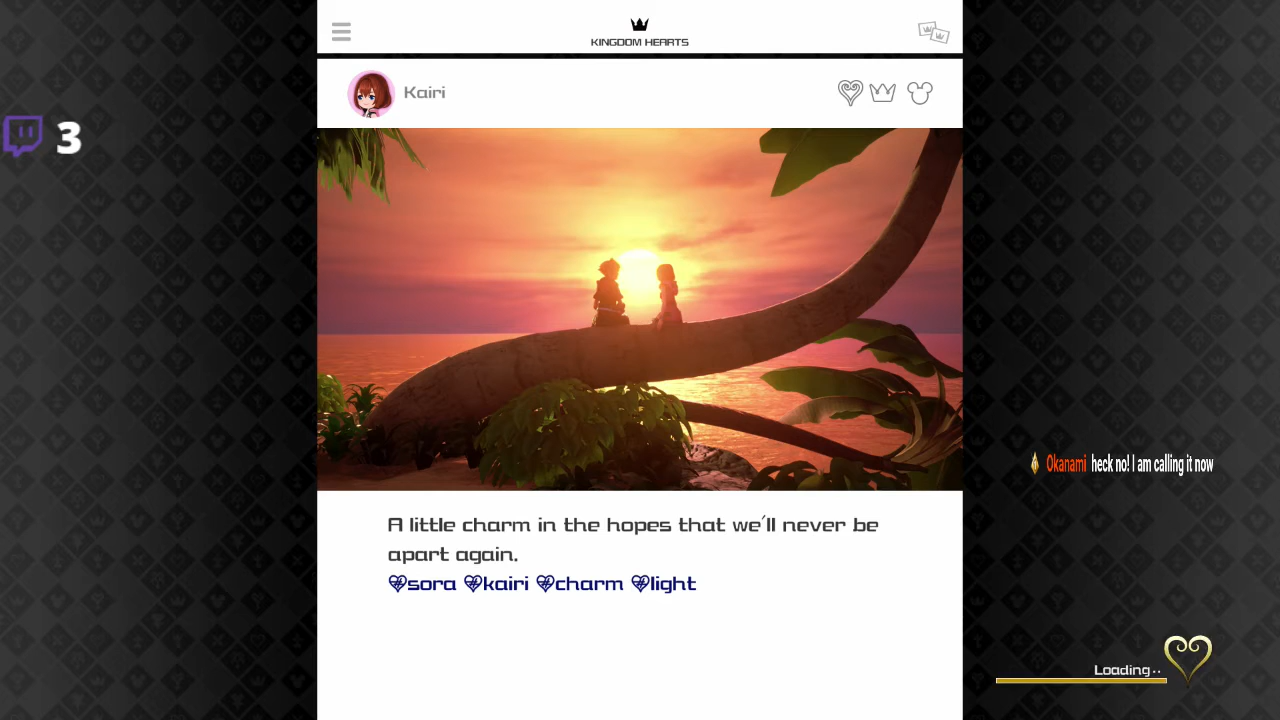 KINGDOM HEARTS
Kairi
3
Okanami heck no! I am calling it now
A little charm in the hopes that we'll never be
apart again.
sora kairi charm light
Loading..